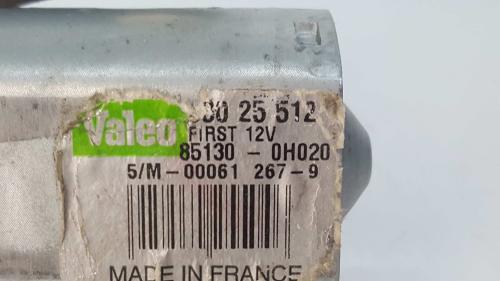 Valeo
30 25 512
FIRST 12V
85130 - 0H020
5/M-00061 267-9
MADE IN FRANCE